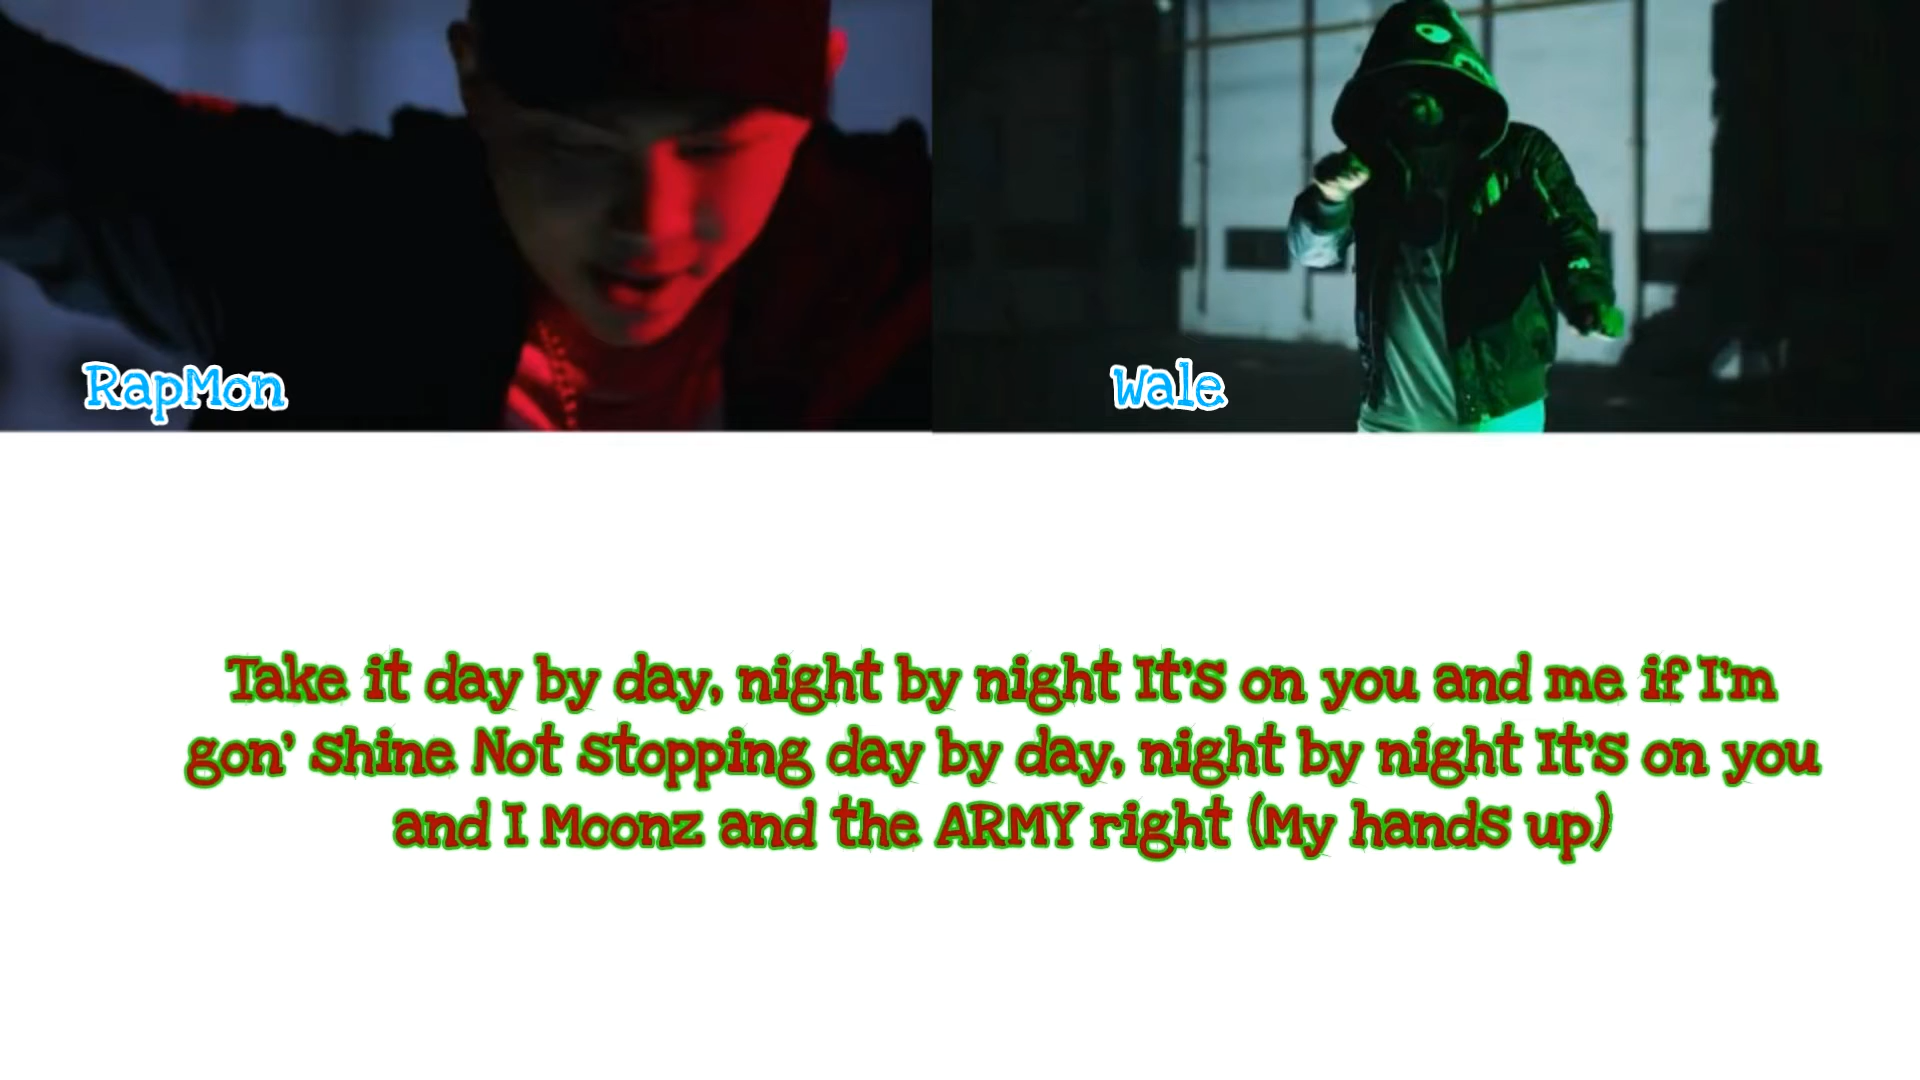 RapMon
Wale
Take it day by day, night by night It's on you and me if I'm
gon' shine Not stopping day by day, night by night It's on you
and I Moonz and the ARMY right (My hands up)